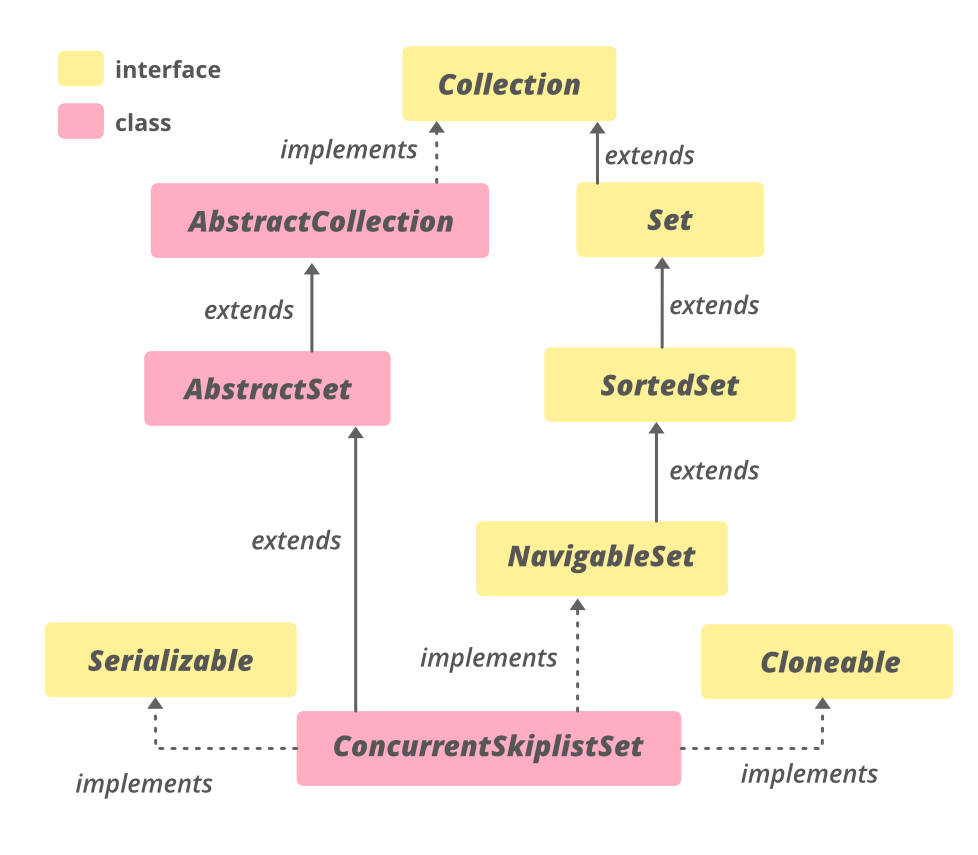 interface
class
Collection
implements
extends
AbstractCollection
Set
extends
extends
AbstractSet
SortedSet
extends
extends
NavigableSet
Serializable
implements
Cloneable
ConcurrentSkiplistSet
implements
implements